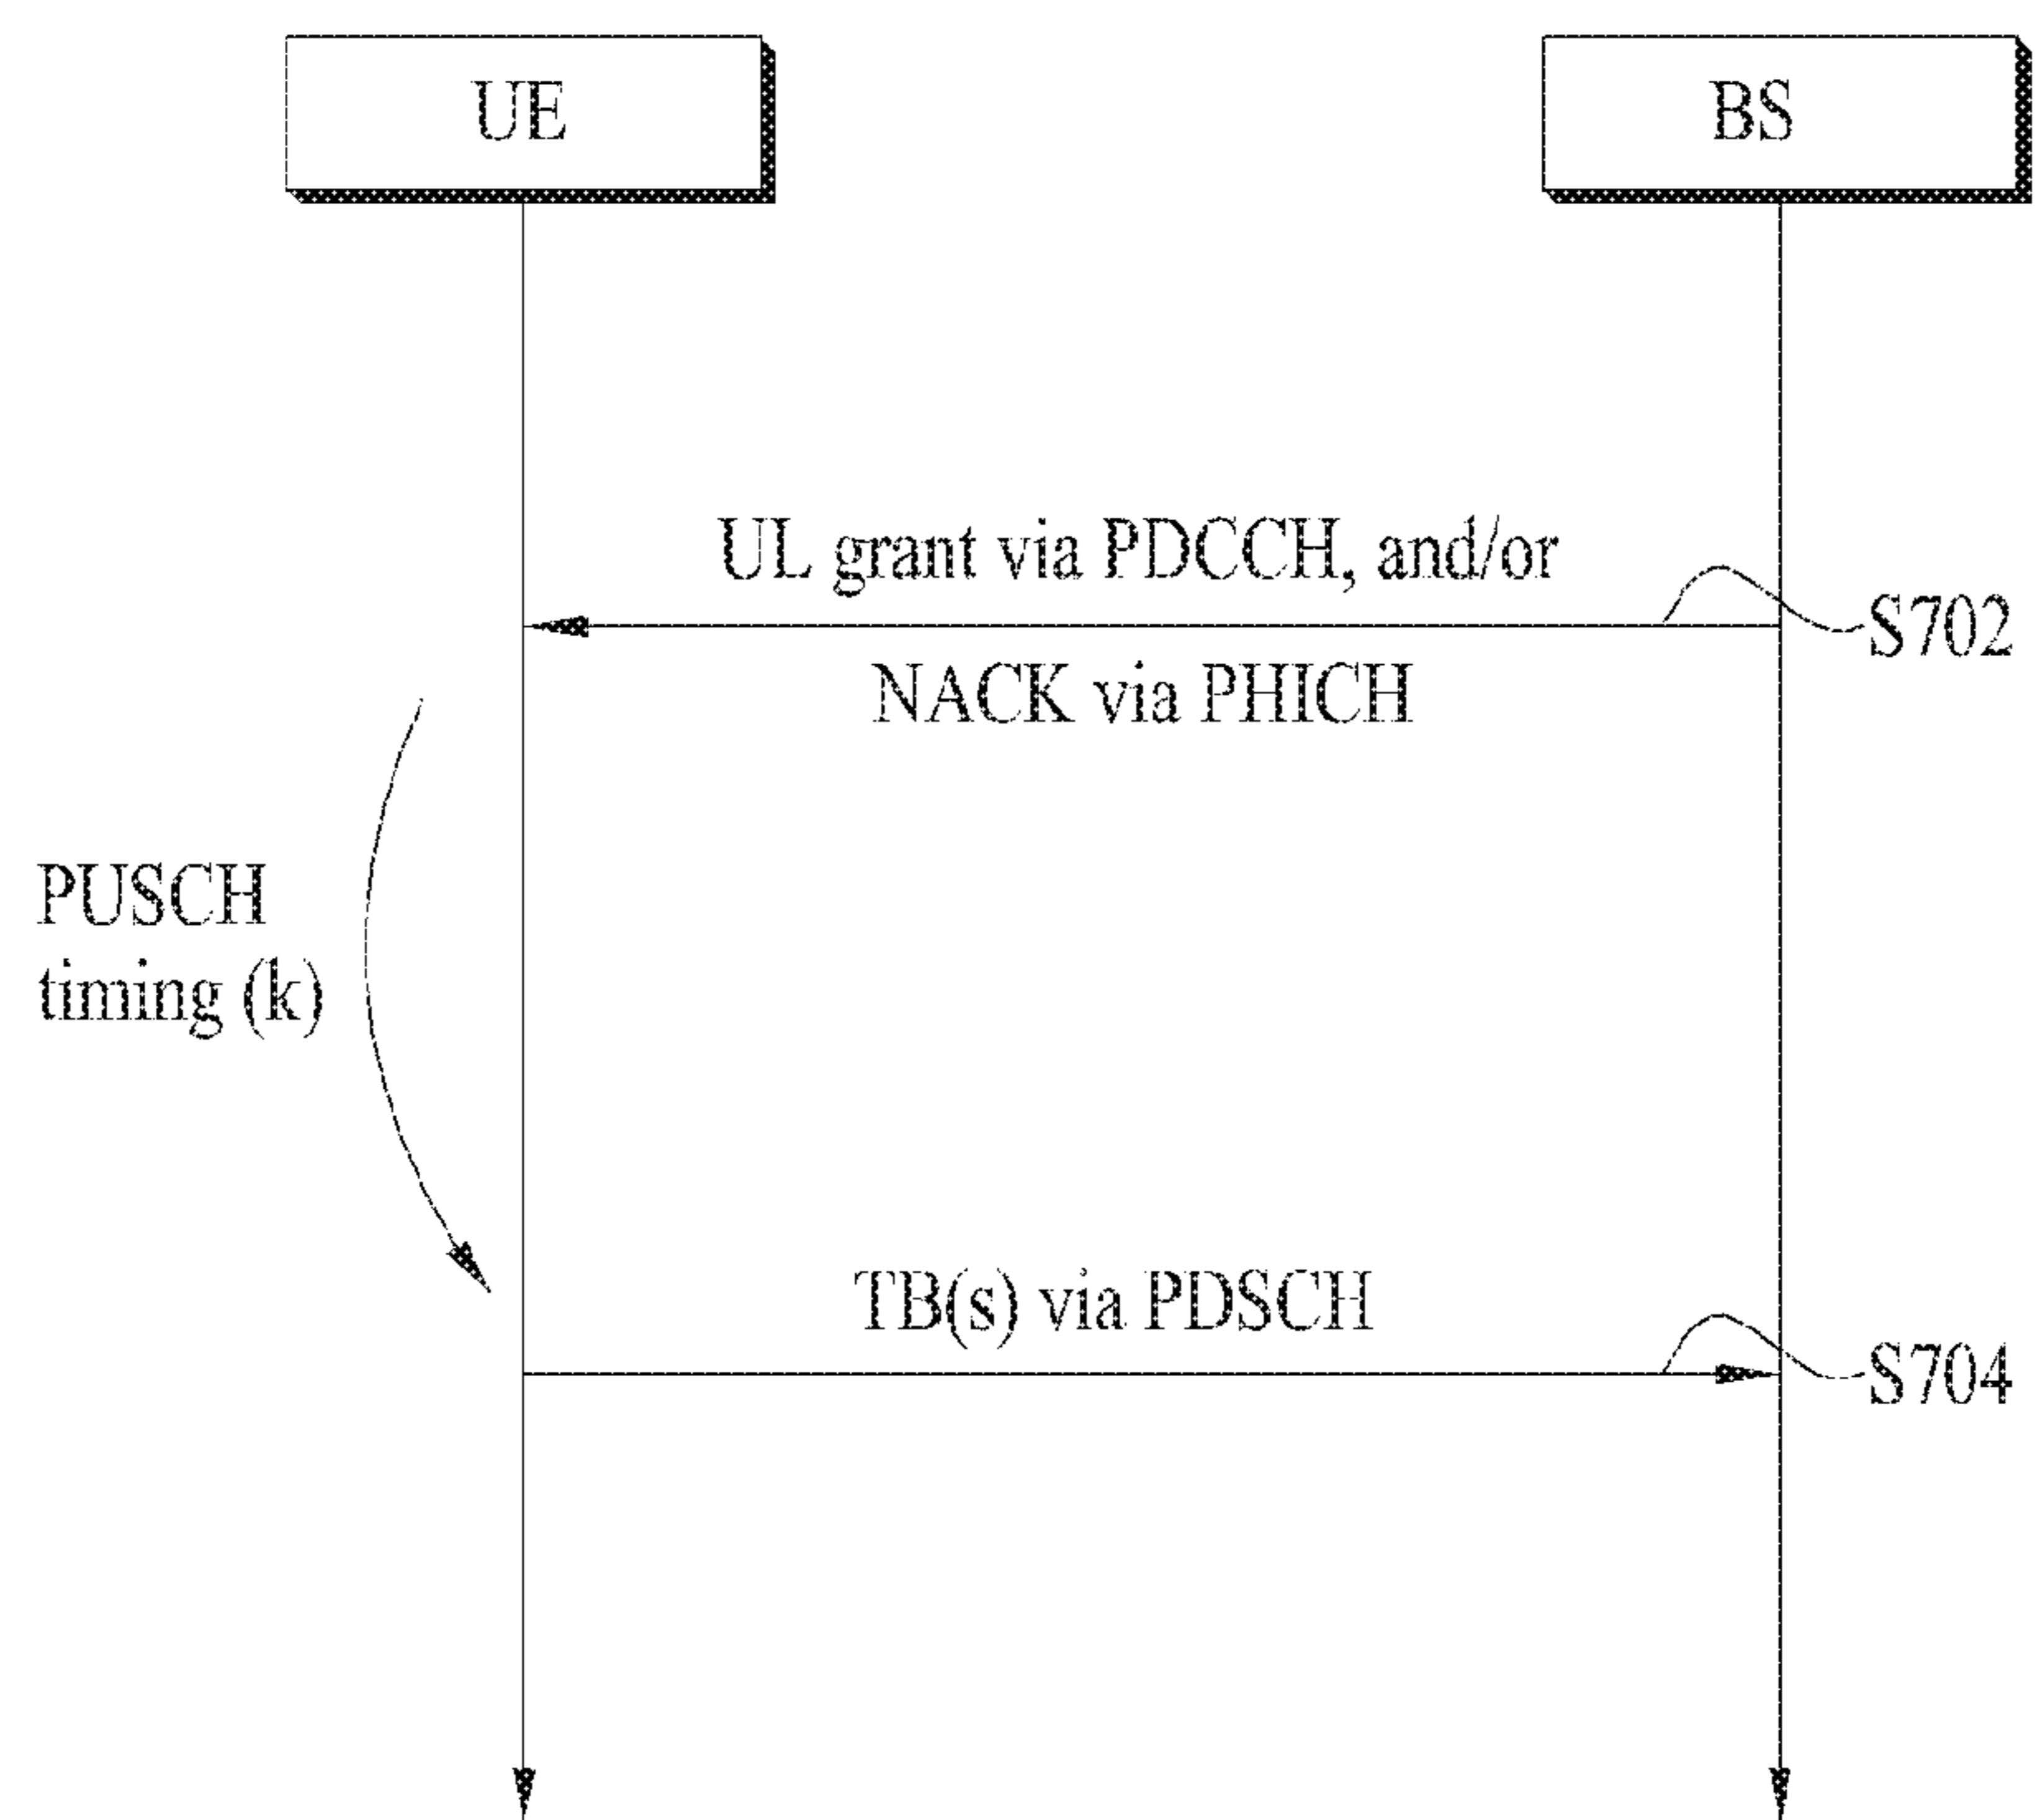 UE
BS
UL grant via PDCCH, and/or
S702
NACK via PHICH
PUSCH
timing (k)
TB(s) via PDSCH
S704